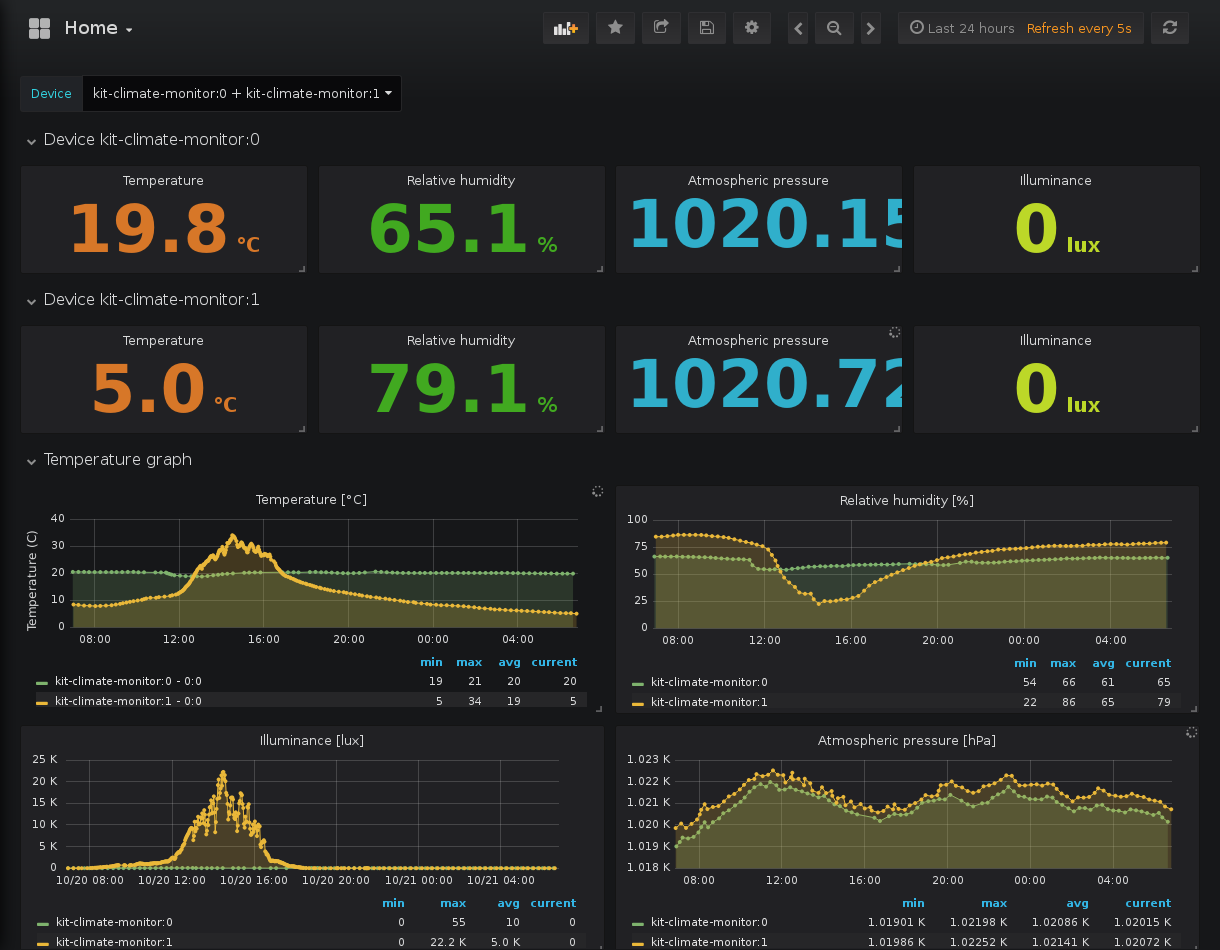 Home
Last 24 hours Refresh every 5s
Device kit-climate-monitor:0 + kit-climate-monitor:1
Device kit-climate-monitor:0
Temperature Relative humidity Atmospheric pressure Illuminance
19.8 °C 65.1 % 1020.15 0 lux
Device kit-climate-monitor:1
Temperature Relative humidity Atmospheric pressure Illuminance
5.0 °C 79.1 % 1020.72 0 lux
Temperature graph
Temperature [°C]
Temperature (C)
40
30
20
10
0
08:00 12:00 16:00 20:00 00:00 04:00
min max avg current
kit-climate-monitor:0 - 0:0 19 21 20 20
kit-climate-monitor:1 - 0:0 5 34 19 5
Relative humidity [%]
100
75
50
25
0
08:00 12:00 16:00 20:00 00:00 04:00
min max avg current
kit-climate-monitor:0 54 66 61 65
kit-climate-monitor:1 22 86 65 79
Illuminance [lux]
25 K
20 K
15 K
10 K
5 K
0
10/20 08:00 10/20 12:00 10/20 16:00 10/20 20:00 10/21 00:00 10/21 04:00
min max avg current
kit-climate-monitor:0 0 55 10 0
kit-climate-monitor:1 0 22.2 K 5.0 K 0
Atmospheric pressure [hPa]
1.023 K
1.022 K
1.021 K
1.020 K
1.019 K
1.018 K
08:00 12:00 16:00 20:00 00:00 04:00
min max avg current
kit-climate-monitor:0 1.01901 K 1.02198 K 1.02086 K 1.02015 K
kit-climate-monitor:1 1.01986 K 1.02252 K 1.02141 K 1.02072 K